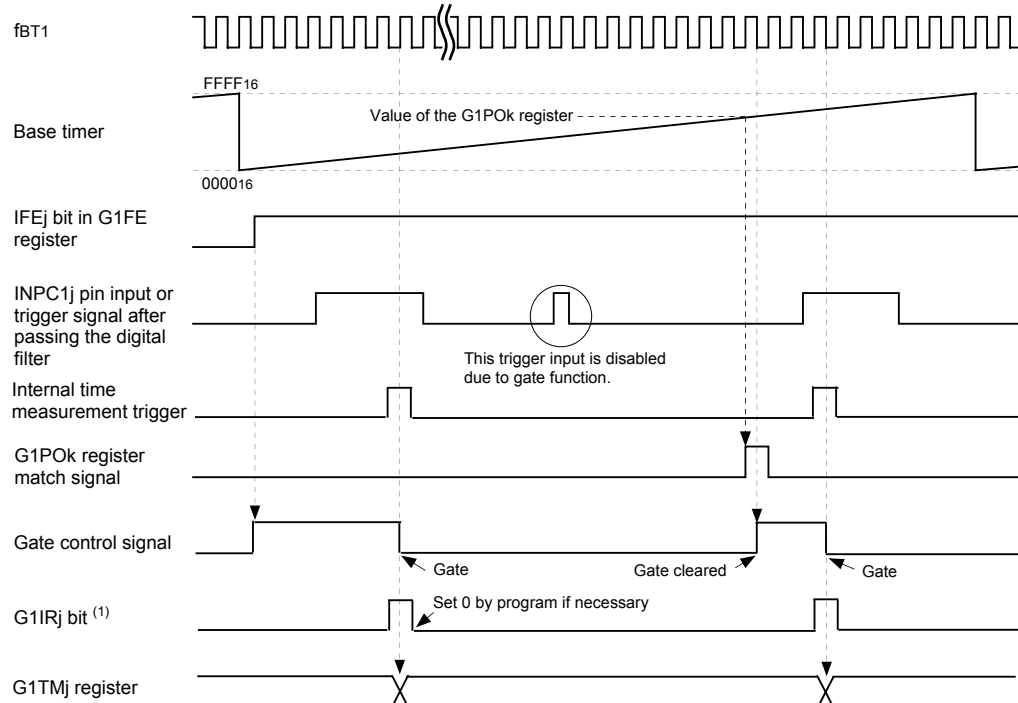 fBT1
FFFF16
Base timer
Value of the G1POk register
000016
IFEj bit in G1FE
register
INPC1j pin input or
trigger signal after
passing the digital
filter
This trigger input is disabled
due to gate function.
Internal time
measurement trigger
G1POk register
match signal
Gate control signal
Gate
Gate cleared
Gate
G1IRj bit (1)
Set 0 by program if necessary
G1TMj register